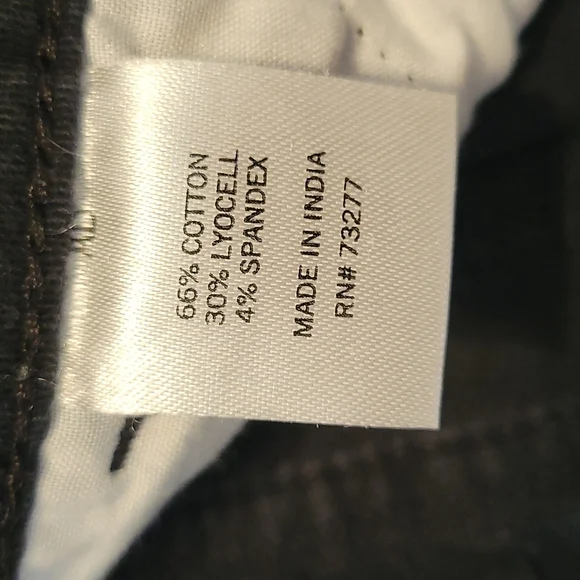 66% COTTON
30% LYOCELL
4% SPANDEX
MADE IN INDIA
RN# 73277